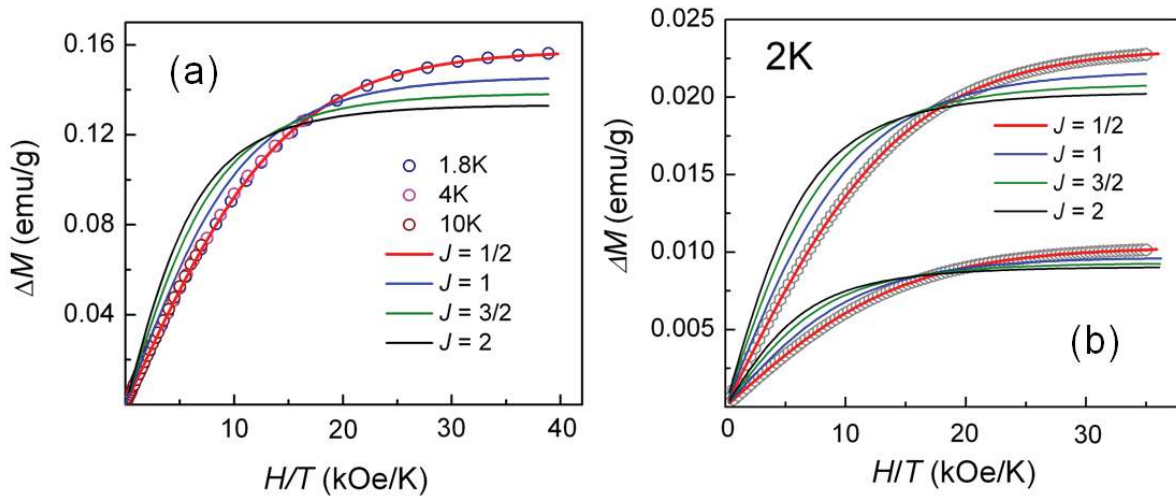 (a)
ΔM (emu/g)
0.16
0.12
0.08
0.04
1.8K
4K
10K
J = 1/2
J = 1
J = 3/2
J = 2
10
20
30
40
H/T (kOe/K)
2K
ΔM (emu/g)
0.025
0.020
0.015
0.010
0.005
J = 1/2
J = 1
J = 3/2
J = 2
(b)
0
10
20
30
H/T (kOe/K)